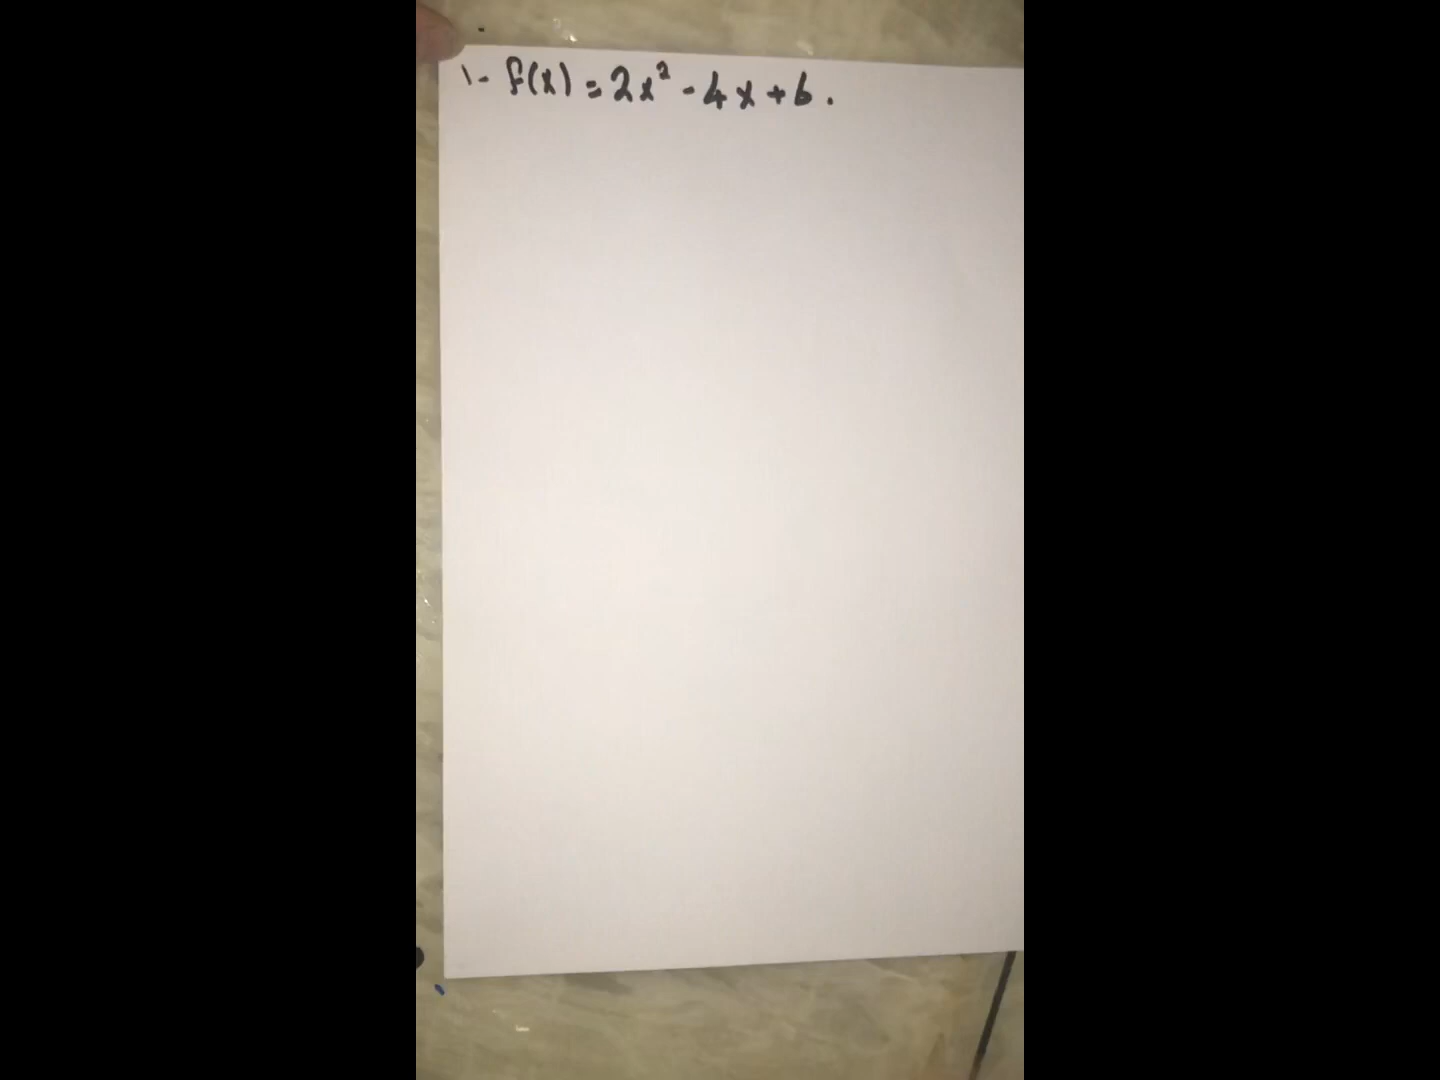 1- f(x) = 2x² - 4x + 6.